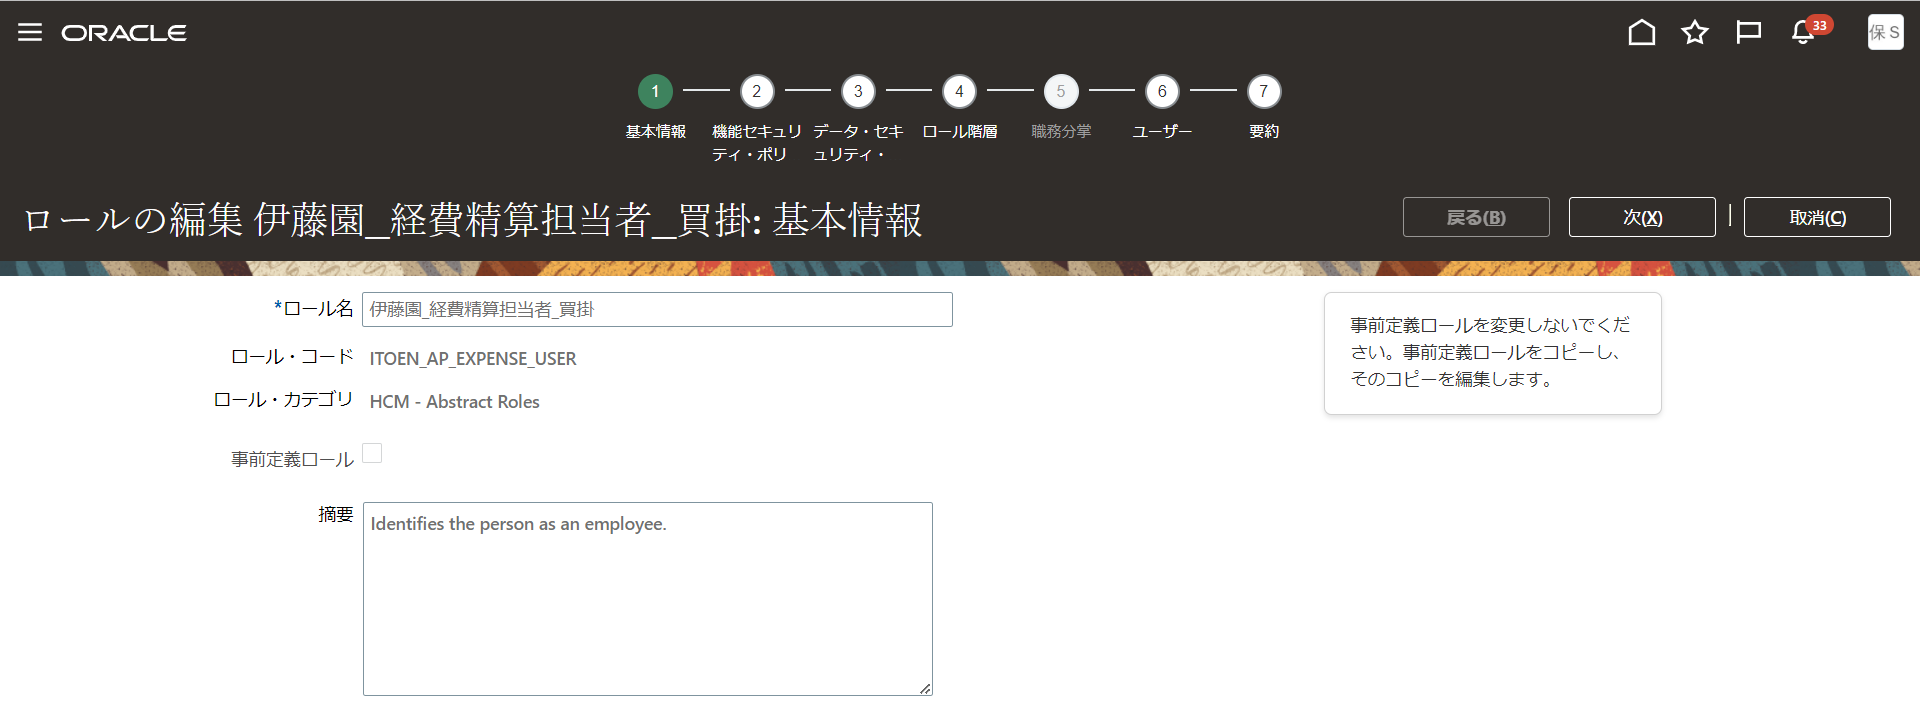 ORACLE
33
保 S
1
2
3
4
5
6
7
基本情報
機能セキュリ
ティ・ポリ
データ・セキ
ュリティ・
ロール階層
職務分掌
ユーザー
要約
ロールの編集 伊藤園_経費精算担当者_買掛: 基本情報
戻る(B)
次(X)
取消(C)
*ロール名
伊藤園_経費精算担当者_買掛
ロール・コード
ITOEN_AP_EXPENSE_USER
ロール・カテゴリ
HCM - Abstract Roles
事前定義ロール
摘要
Identifies the person as an employee.
事前定義ロールを変更しないでくだ
さい。事前定義ロールをコピーし、
そのコピーを編集します。